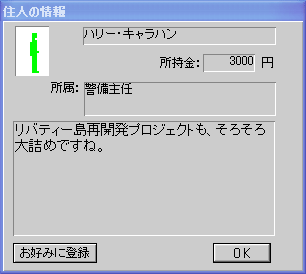 住人の情報
ハリー・キャラハン
所持金: 3000 円
所属: 警備主任
リバティー島再開発プロジェクトも、そろそろ
大詰めですね。
お好みに登録 OK